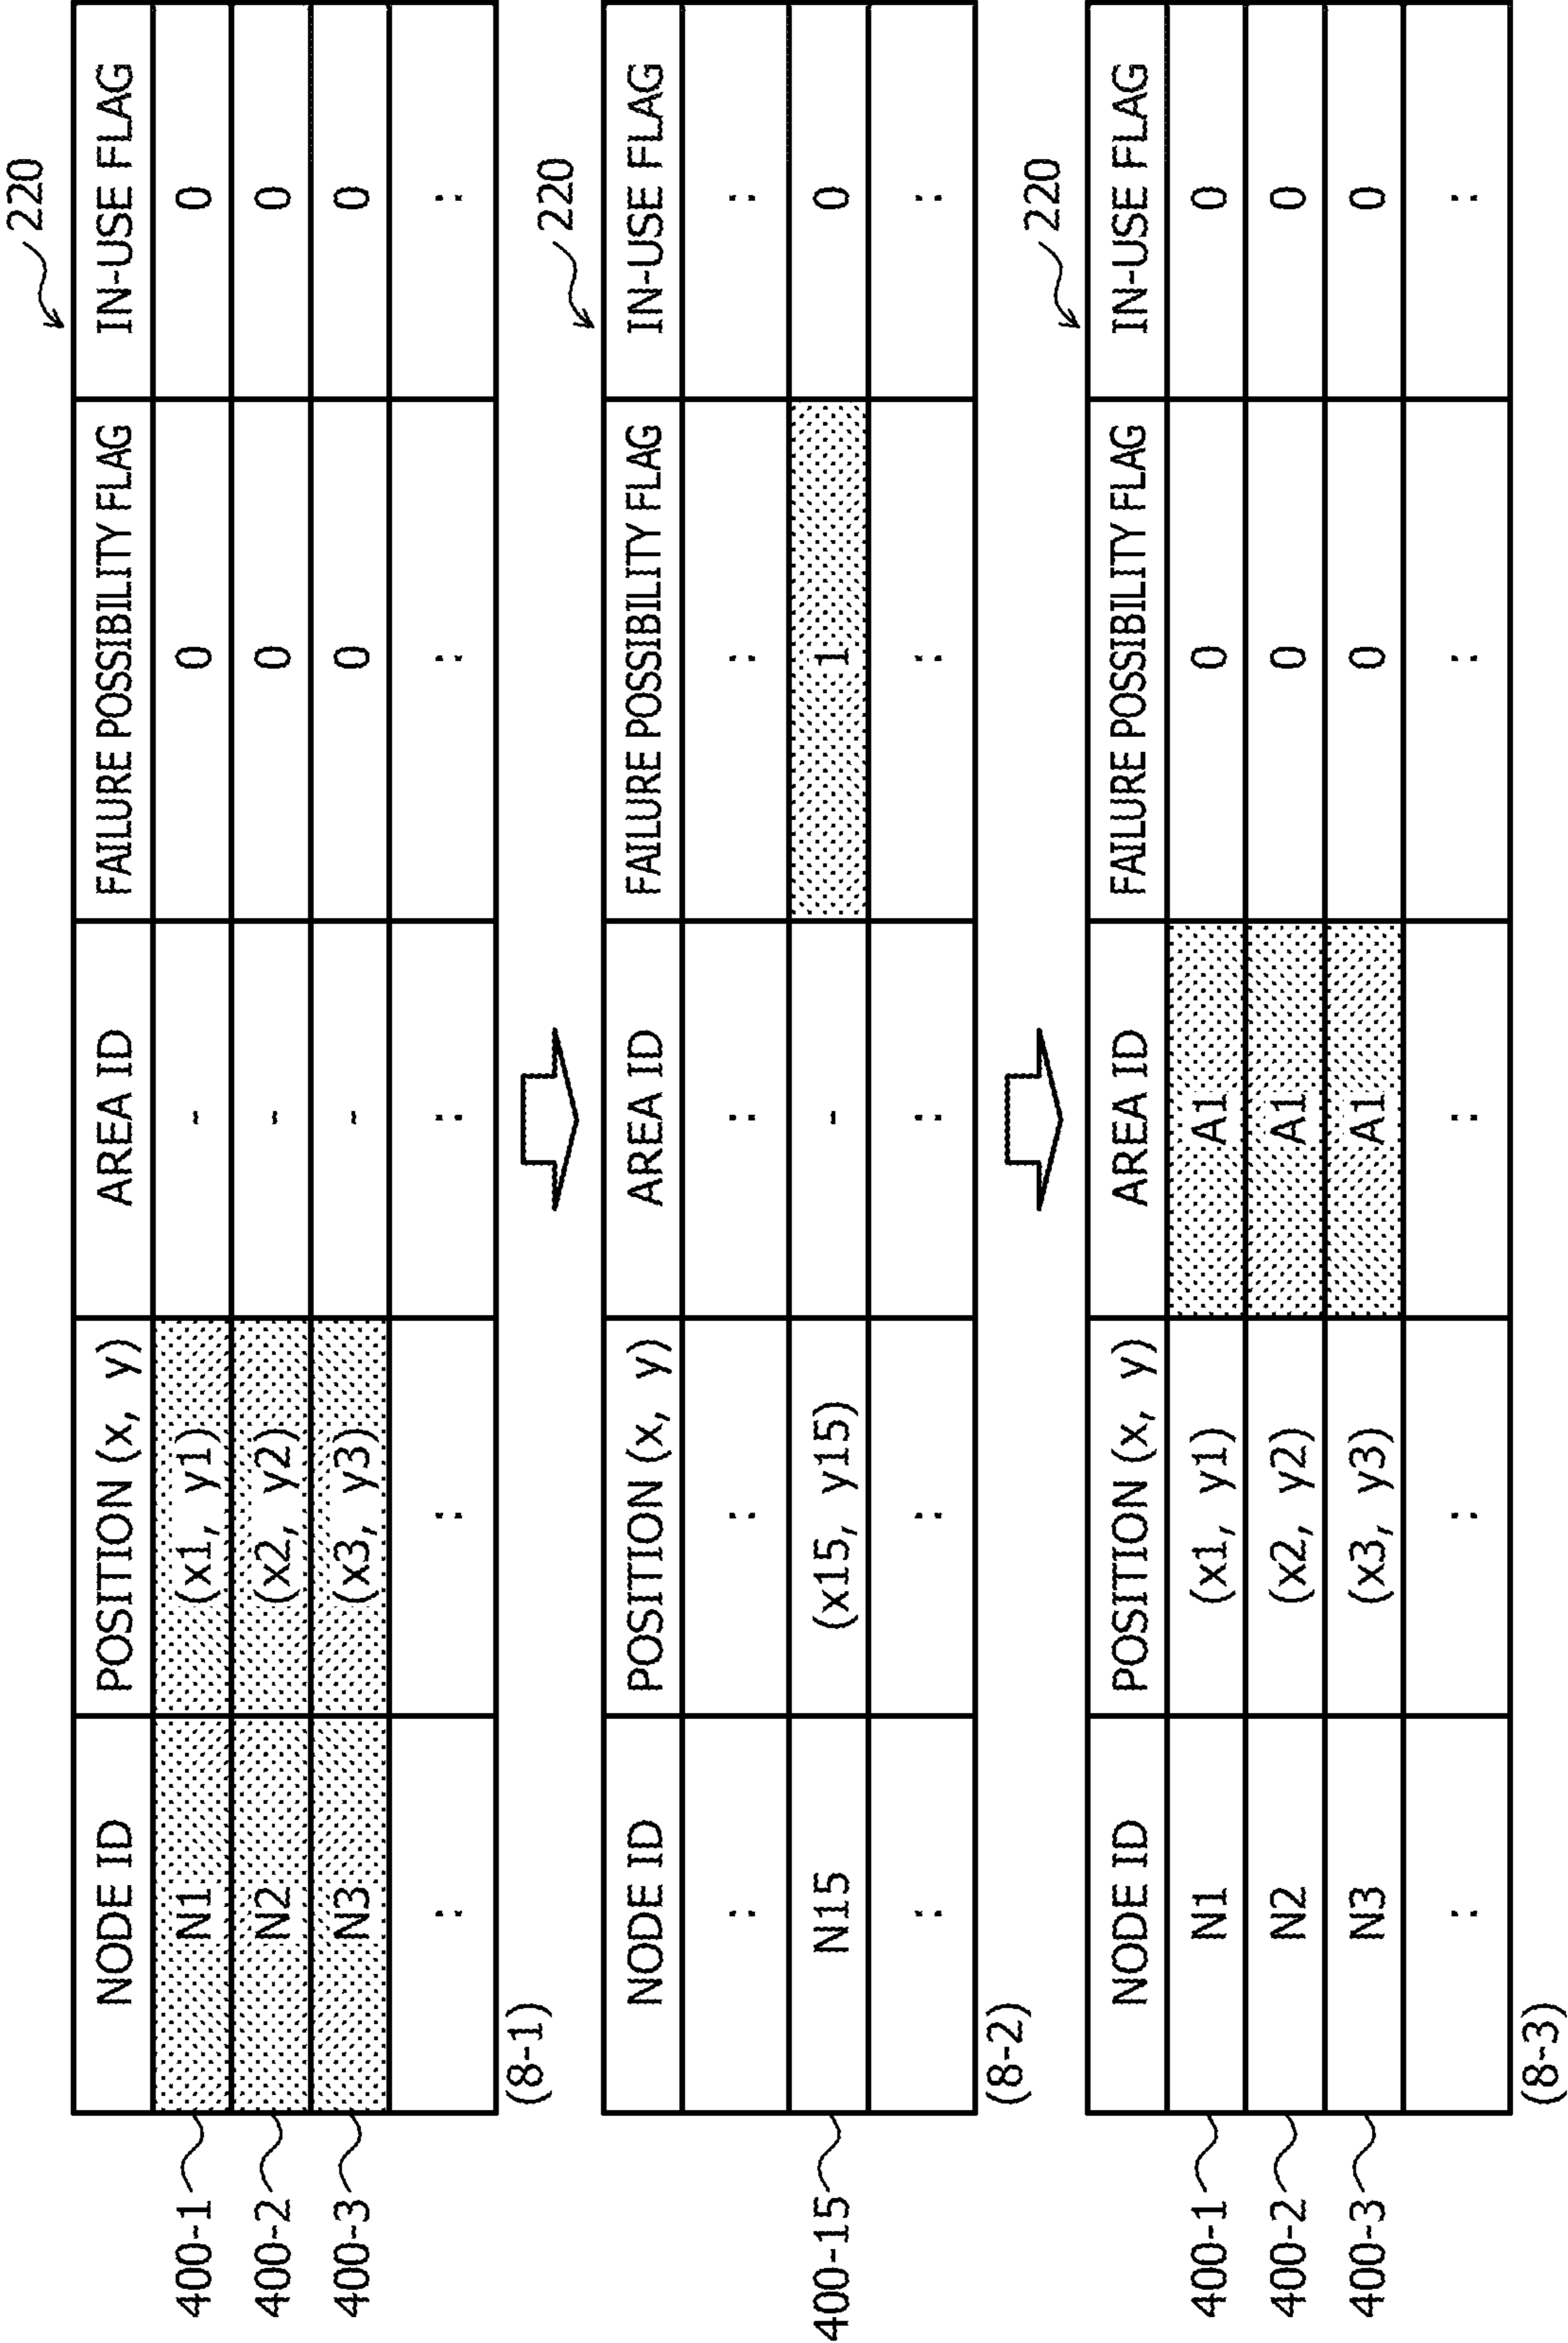 220
NODE ID POSITION (x, y) AREA ID FAILURE POSSIBILITY FLAG IN-USE FLAG
400-1 N1 (x1, y1) - 0 0
400-2 N2 (x2, y2) - 0 0
400-3 N3 (x3, y3) - 0 0
: : : : :
(8-1)
220
NODE ID POSITION (x, y) AREA ID FAILURE POSSIBILITY FLAG IN-USE FLAG
: : : : :
400-15 N15 (x15, y15) - 1 0
: : : : :
(8-2)
220
NODE ID POSITION (x, y) AREA ID FAILURE POSSIBILITY FLAG IN-USE FLAG
400-1 N1 (x1, y1) A1 0 0
400-2 N2 (x2, y2) A1 0 0
400-3 N3 (x3, y3) A1 0 0
: : : : :
(8-3)